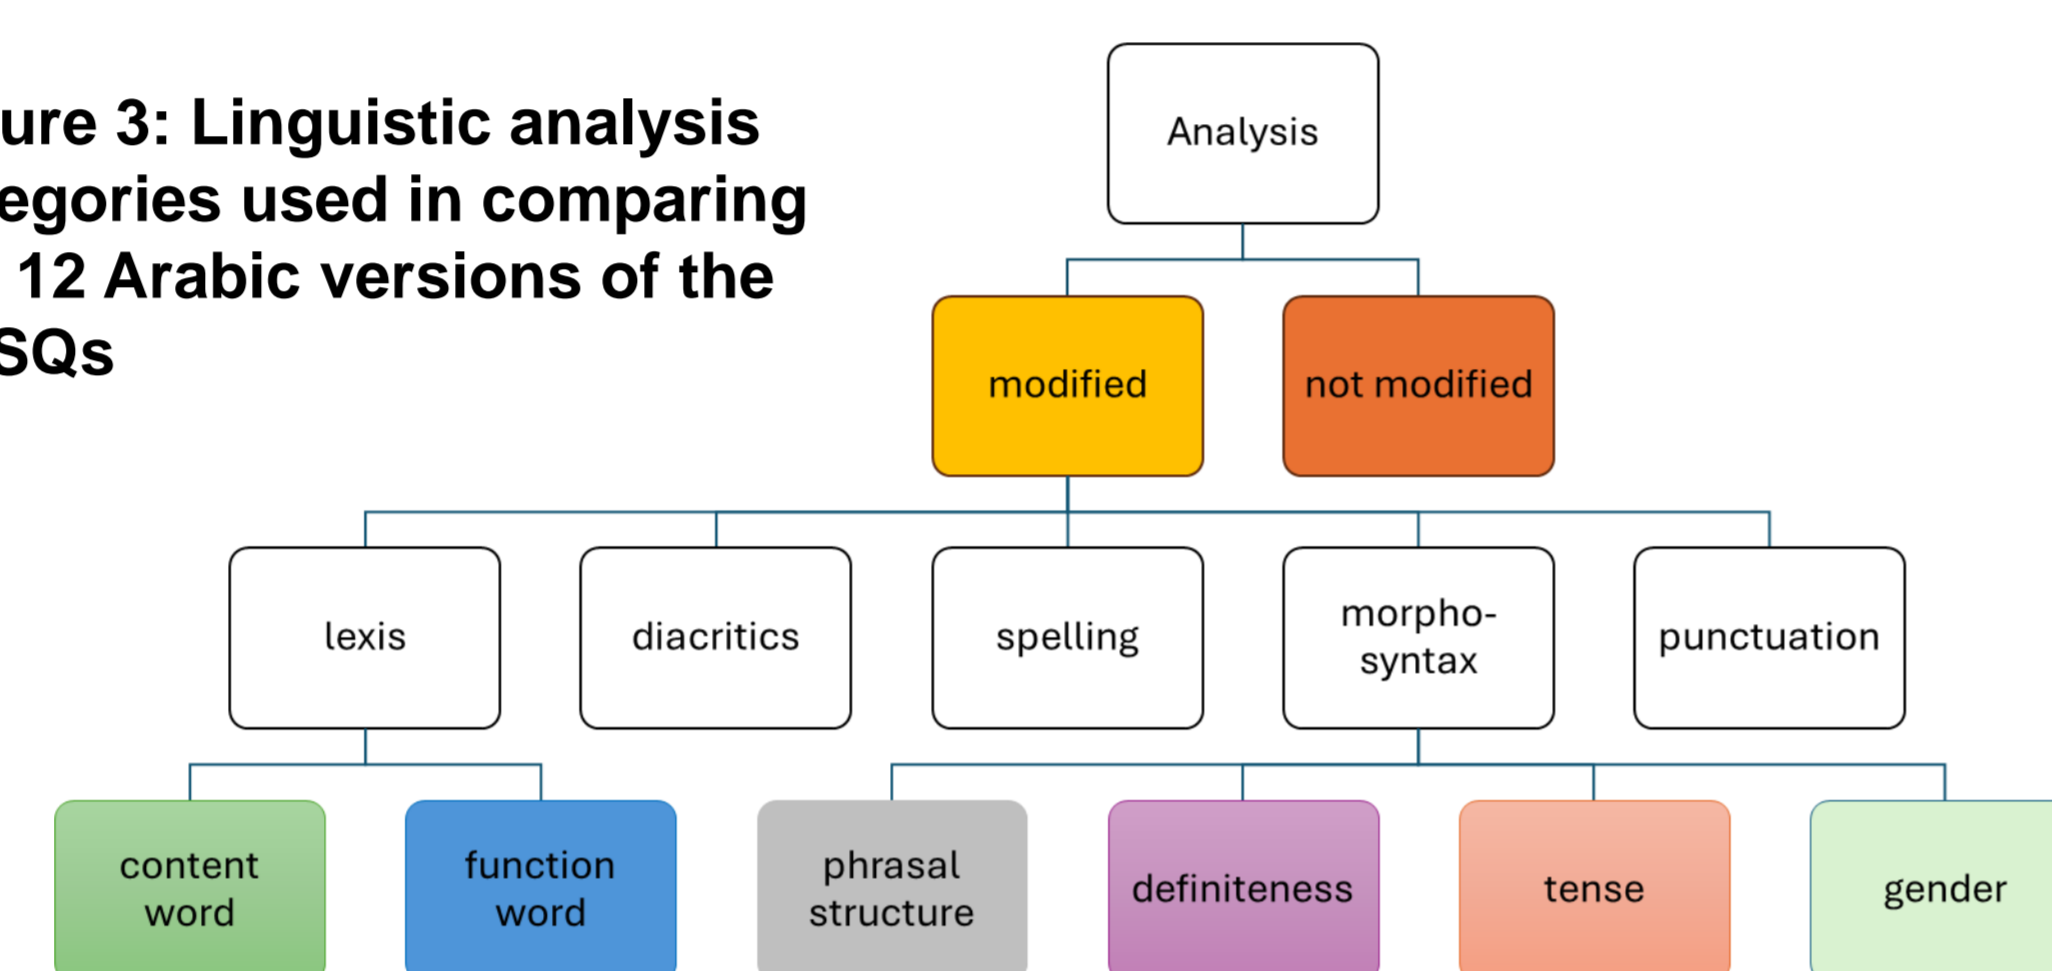 ure 3: Linguistic analysis
egories used in comparing
12 Arabic versions of the
SQs
Analysis
modified
not modified
lexis
diacritics
spelling
morpho-
syntax
punctuation
content
word
function
word
phrasal
structure
definiteness
tense
gender